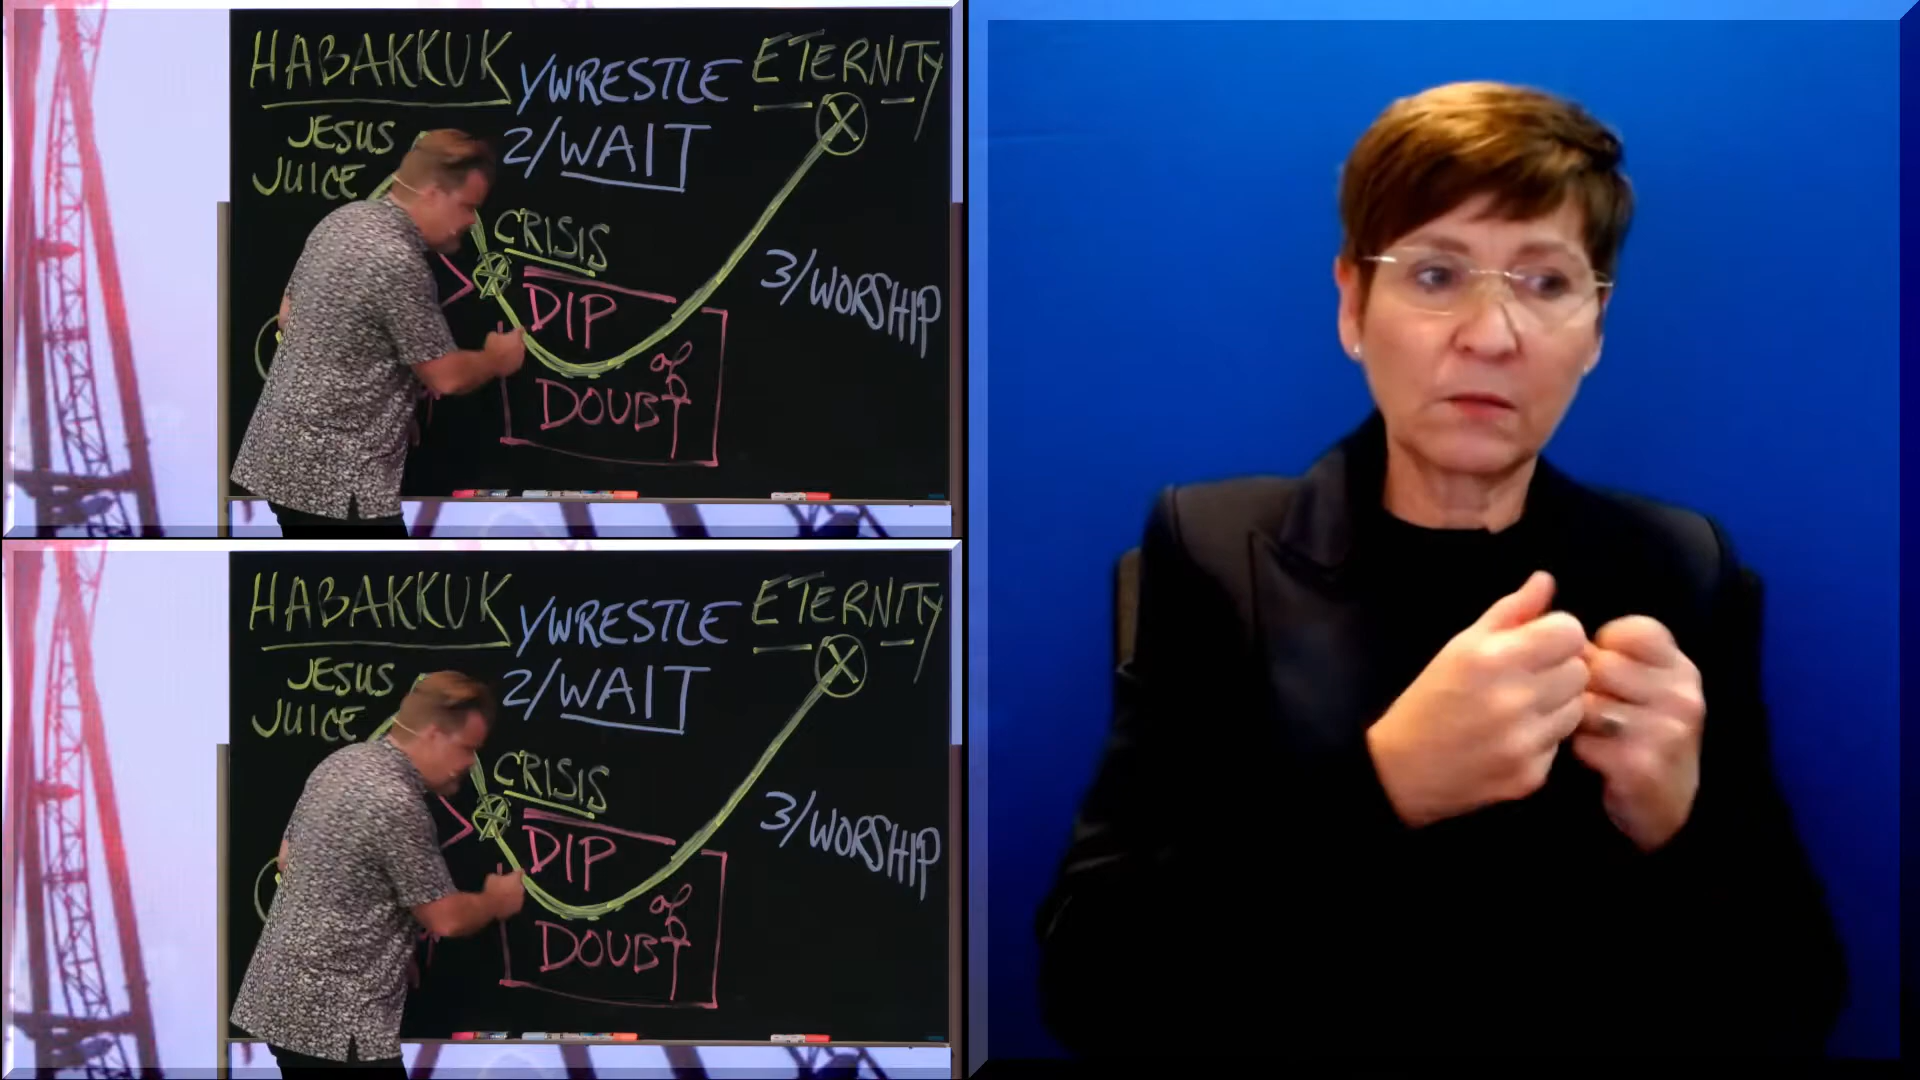 HABAKKUK
1/WRESTLE
ETERNITY
JESUS
JUICE
2/WAIT
CRISIS
3/WORSHIP
DIP
of
DOUBT
HABAKKUK
1/WRESTLE
ETERNITY
JESUS
JUICE
2/WAIT
CRISIS
3/WORSHIP
DIP
of
DOUBT